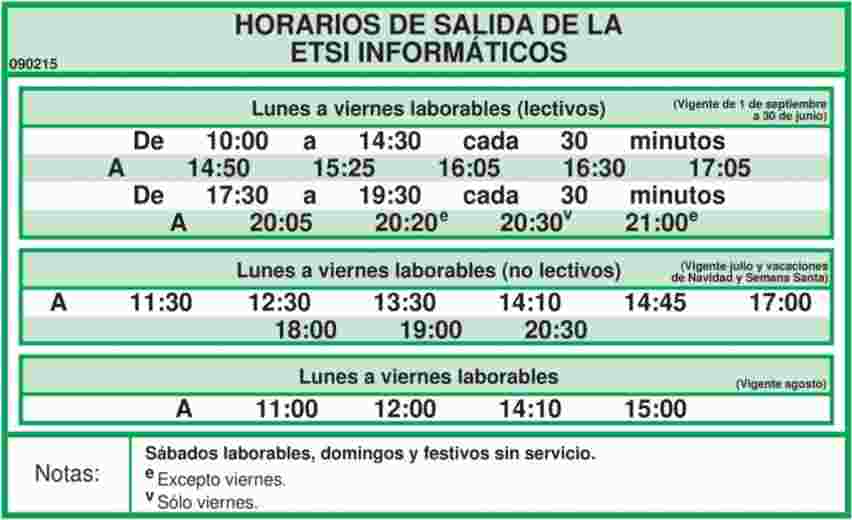 HORARIOS DE SALIDA DE LA
ETSI INFORMÁTICOS
090215
Lunes a viernes laborables (lectivos)
(Vigente de 1 de septiembre
a 30 de junio)
De 10:00 a 14:30 cada 30 minutos
A 14:50 15:25 16:05 16:30 17:05
De 17:30 a 19:30 cada 30 minutos
A 20:05 20:20e 20:30v 21:00e
Lunes a viernes laborables (no lectivos)
(Vigente julio y vacaciones
de Navidad y Semana Santa)
A 11:30 12:30 13:30 14:10 14:45 17:00
18:00 19:00 20:30
Lunes a viernes laborables
(Vigente agosto)
A 11:00 12:00 14:10 15:00
Notas:
Sábados laborables, domingos y festivos sin servicio.
e Excepto viernes.
v Sólo viernes.